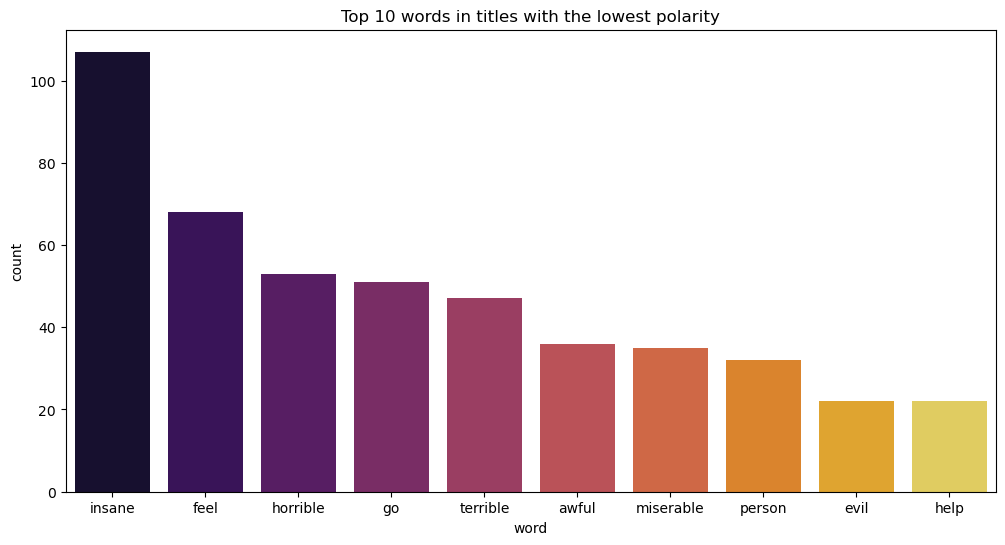 Top 10 words in titles with the lowest polarity
count
100
80
60
40
20
0
insane feel horrible go terrible awful miserable person evil help
word